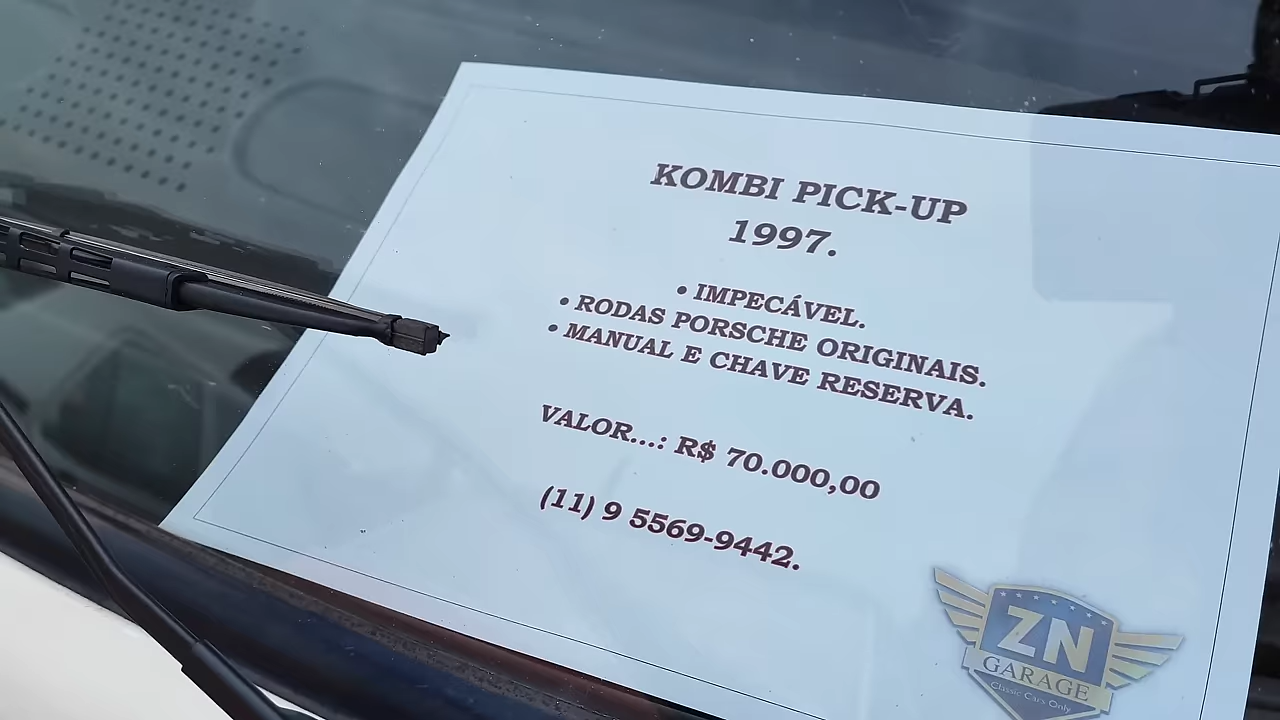 KOMBI PICK-UP
1997.
• IMPECÁVEL.
• RODAS PORSCHE ORIGINAIS.
• MANUAL E CHAVE RESERVA.
VALOR...: R$ 70.000,00
(11) 9 5569-9442.
ZN
GARAGE
Classic Cars Only